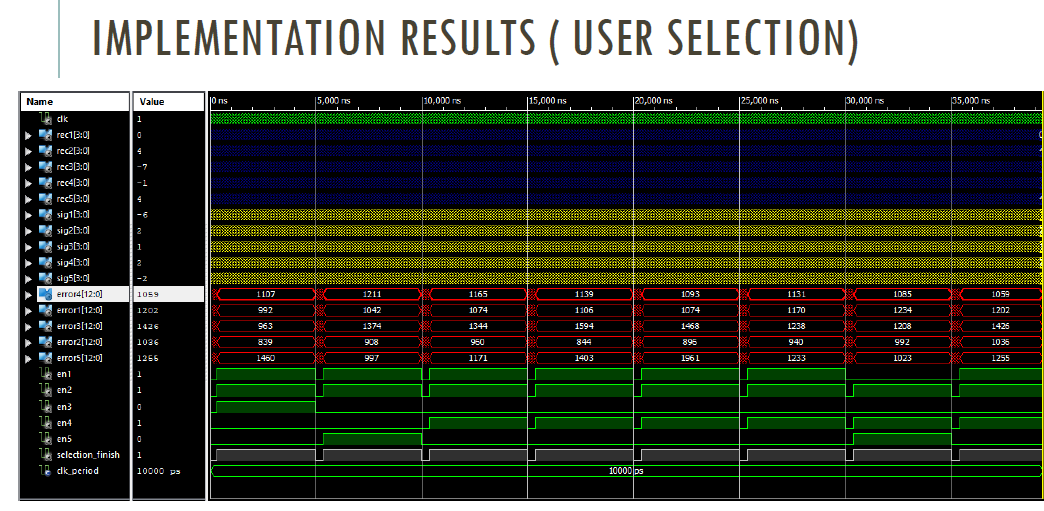 IMPLEMENTATION RESULTS ( USER SELECTION)
Name Value 0 ns 5,000 ns 10,000 ns 15,000 ns 20,000 ns 25,000 ns 30,000 ns 35,000 ns
clk 1
rec1[3:0] 0
rec2[3:0] 4
rec3[3:0] -7
rec4[3:0] -1
rec5[3:0] 4
sig1[3:0] -6
sig2[3:0] 2
sig3[3:0] 1
sig4[3:0] 2
sig5[3:0] -2
error4[12:0] 1059 1107 1211 1165 1139 1093 1131 1085 1059
error1[12:0] 1202 992 1042 1074 1106 1074 1170 1234 1202
error3[12:0] 1426 963 1374 1344 1594 1468 1238 1208 1426
error2[12:0] 1036 839 908 960 844 896 940 992 1036
error5[12:0] 1255 1460 997 1171 1403 1961 1233 1023 1255
en1 1
en2 1
en3 0
en4 1
en5 0
selection_finish 1
clk_period 10000 ps 10000 ps